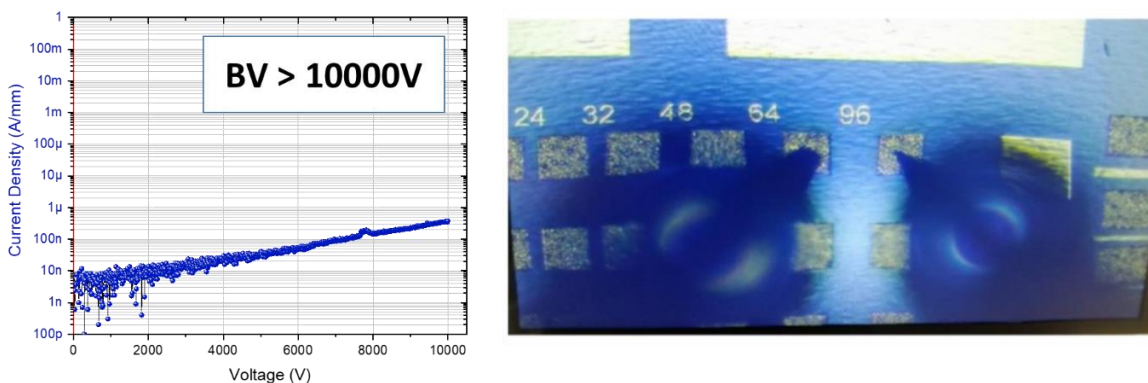 BV > 10000V
Current Density (A/mm)
1
100m
10m
1m
100µ
10µ
1µ
100n
10n
1n
100p
0 2000 4000 6000 8000 10000
Voltage (V)
24 32 48 64 96